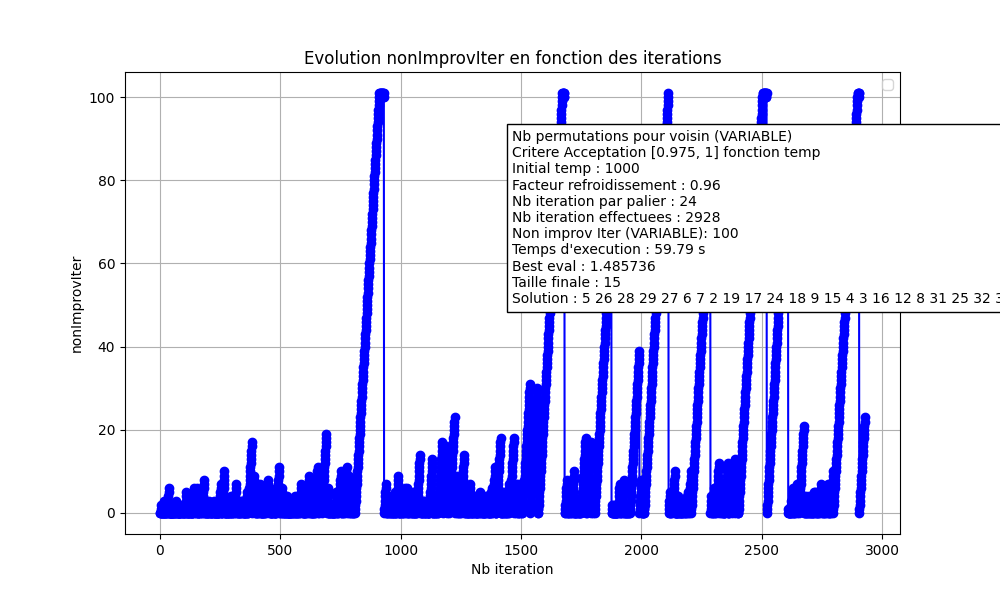 Evolution nonImprovIter en fonction des iterations
100
80
60
40
20
0
nonImprovIter
Nb permutations pour voisin (VARIABLE)
Critere Acceptation [0.975, 1] fonction temp
Initial temp : 1000
Facteur refroidissement : 0.96
Nb iteration par palier : 24
Nb iteration effectuees : 2928
Non improv Iter (VARIABLE): 100
Temps d'execution : 59.79 s
Best eval : 1.485736
Taille finale : 15
Solution : 5 26 28 29 27 6 7 2 19 17 24 18 9 15 4 3 16 12 8 31 25 32
0 500 1000 1500 2000 2500 3000
Nb iteration